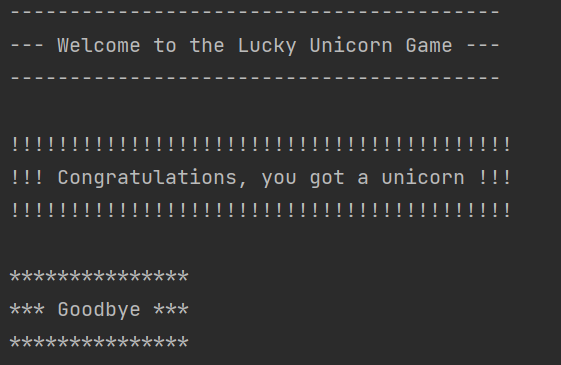 -----------------------------------------
--- Welcome to the Lucky Unicorn Game ---
-----------------------------------------
!!!!!!!!!!!!!!!!!!!!!!!!!!!!!!!!!!!!!!!!!!
!!! Congratulations, you got a unicorn !!!
!!!!!!!!!!!!!!!!!!!!!!!!!!!!!!!!!!!!!!!!!!
***************
*** Goodbye ***
***************